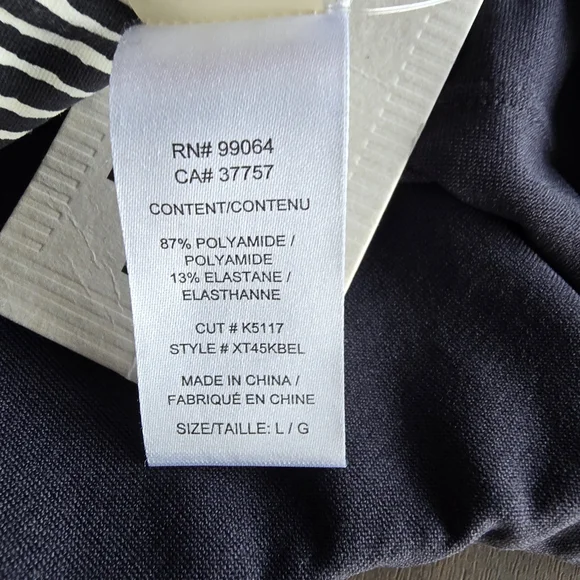 RN# 99064
CA# 37757
CONTENT/CONTENU
87% POLYAMIDE /
POLYAMIDE
13% ELASTANE /
ELASTHANNE
CUT # K5117
STYLE # XT45KBEL
MADE IN CHINA /
FABRIQUÉ EN CHINE
SIZE/TAILLE: L / G